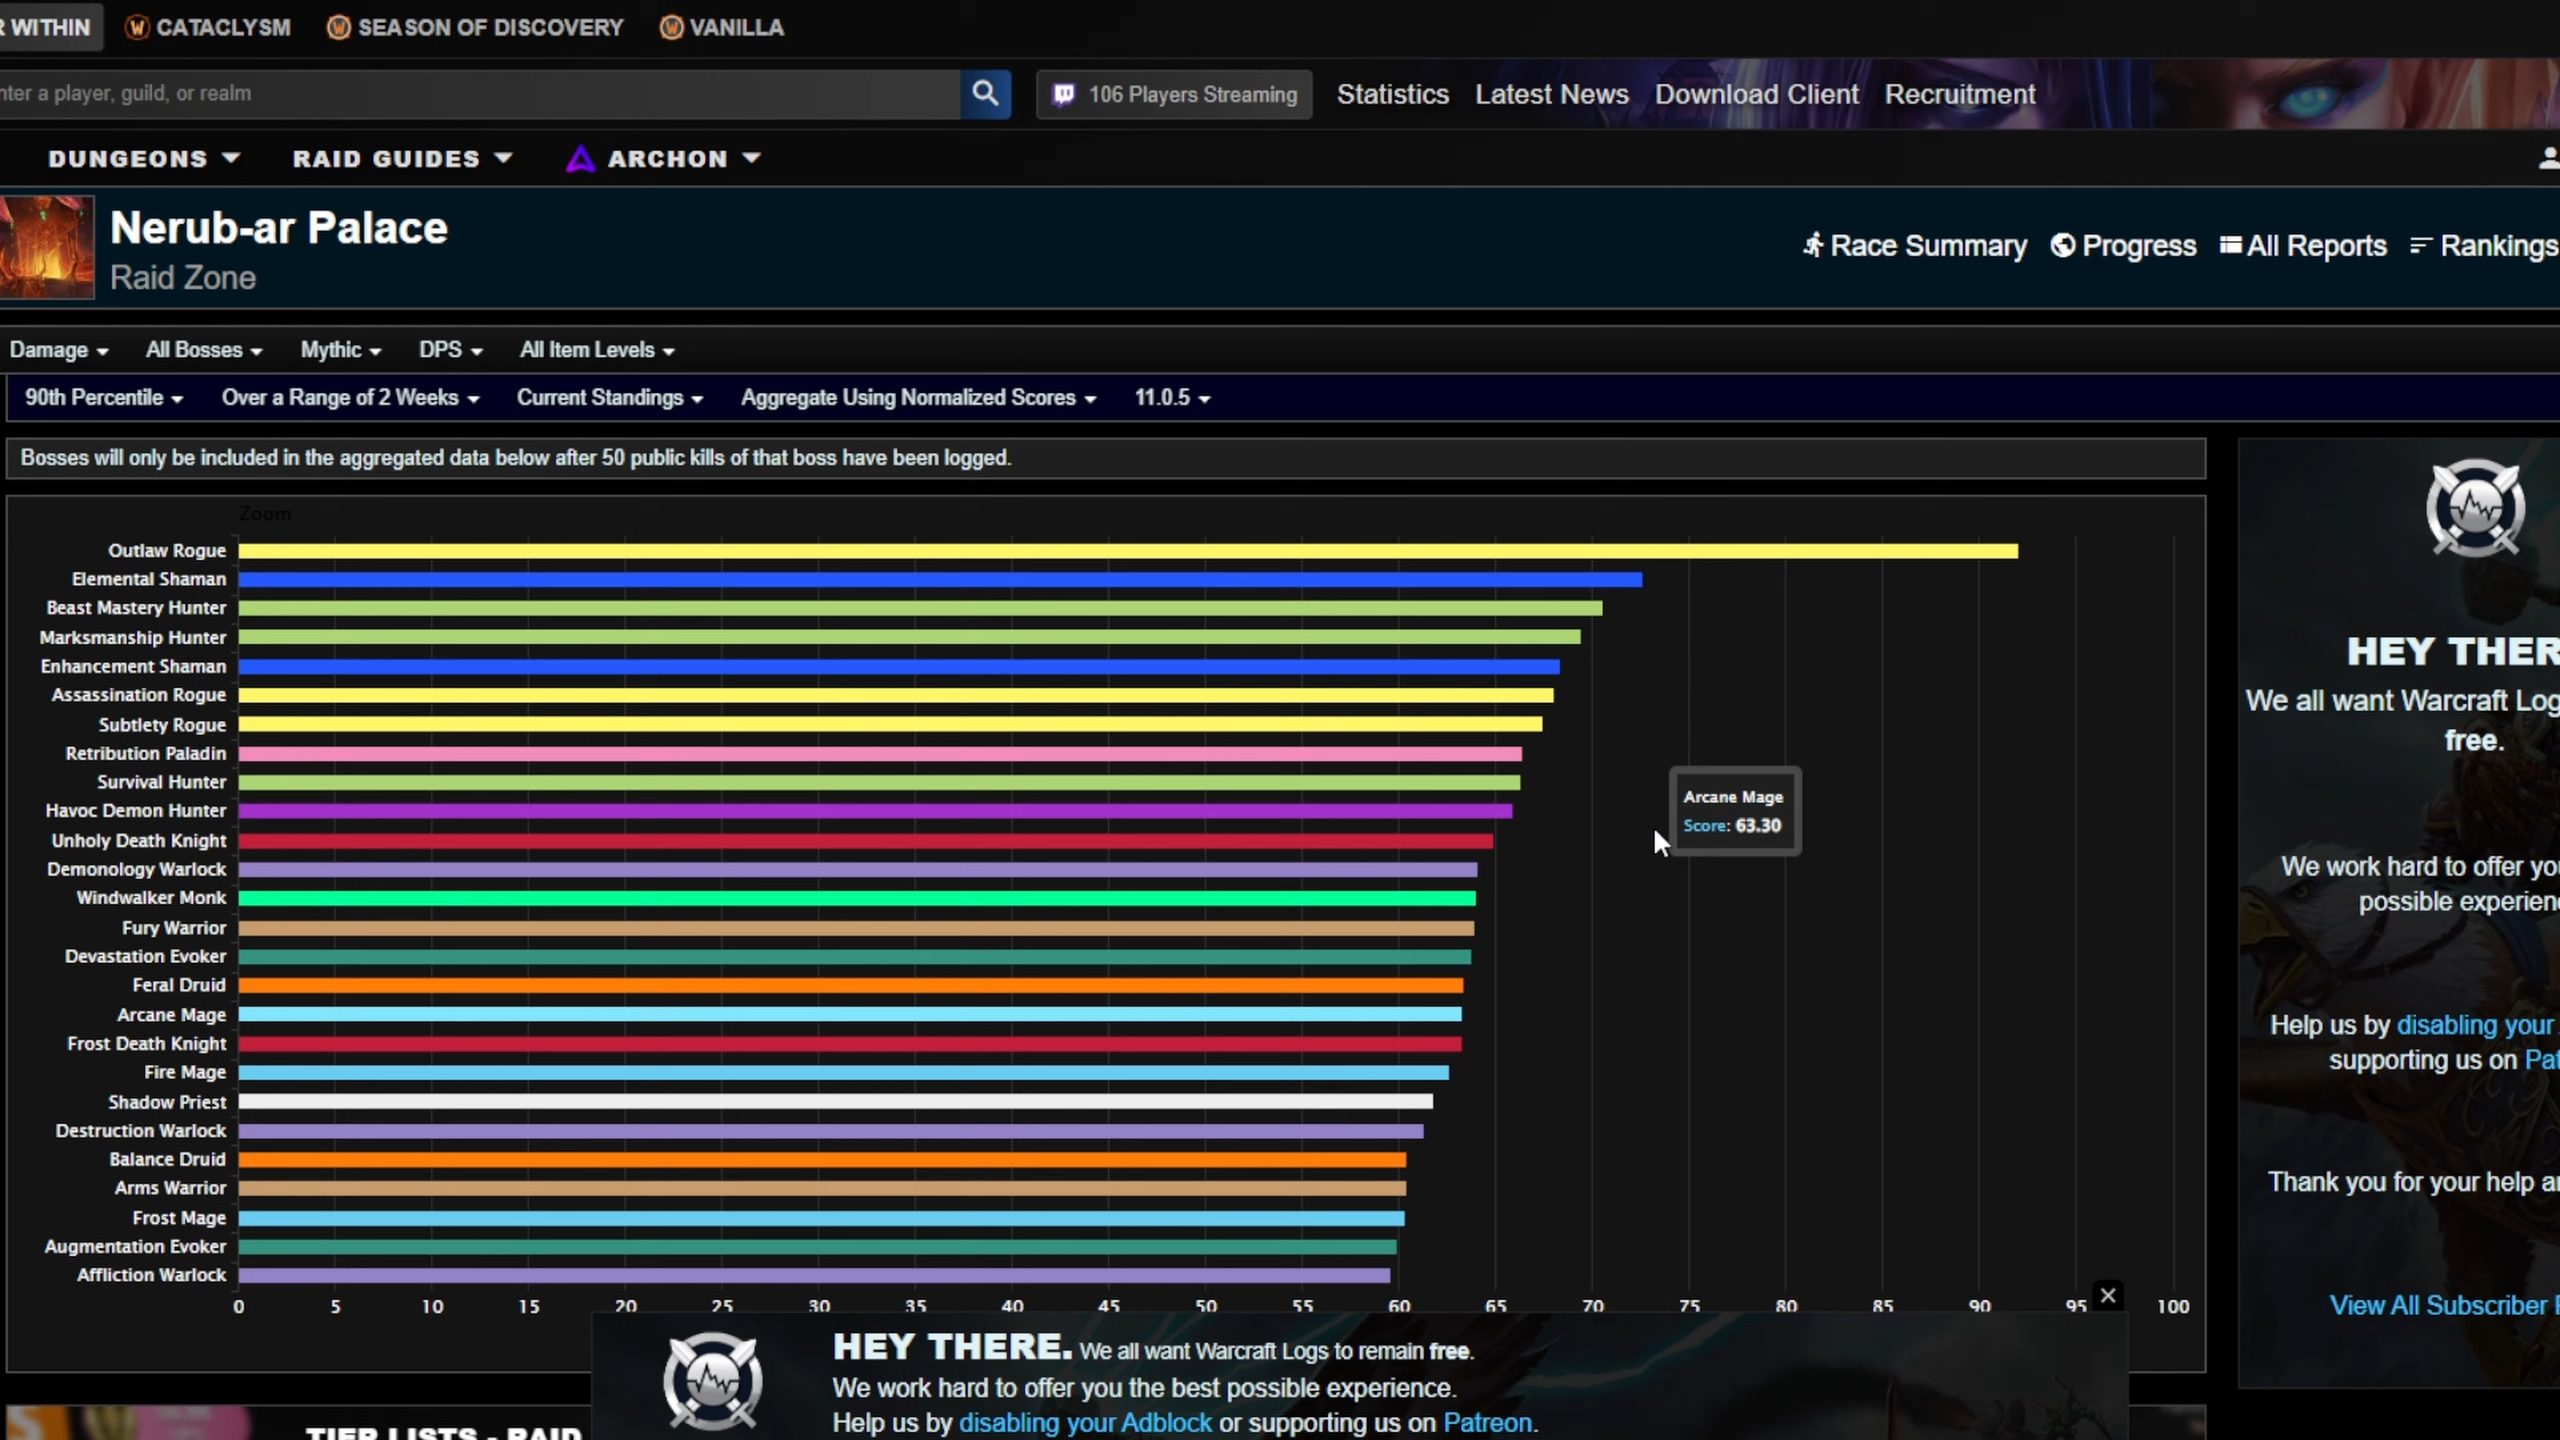 R WITHIN CATACLYSM SEASON OF DISCOVERY VANILLA
nter a player, guild, or realm 106 Players Streaming Statistics Latest News Download Client Recruitment
DUNGEONS RAID GUIDES ARCHON
Nerub-ar Palace
Raid Zone
Race Summary Progress All Reports Rankings
Damage All Bosses Mythic DPS All Item Levels
90th Percentile Over a Range of 2 Weeks Current Standings Aggregate Using Normalized Scores 11.0.5
Bosses will only be included in the aggregated data below after 50 public kills of that boss have been logged.
Zoom
Outlaw Rogue
Elemental Shaman
Beast Mastery Hunter
Marksmanship Hunter
Enhancement Shaman
Assassination Rogue
Subtlety Rogue
Retribution Paladin
Survival Hunter
Havoc Demon Hunter
Unholy Death Knight
Demonology Warlock
Windwalker Monk
Fury Warrior
Devastation Evoker
Feral Druid
Arcane Mage
Frost Death Knight
Fire Mage
Shadow Priest
Destruction Warlock
Balance Druid
Arms Warrior
Frost Mage
Augmentation Evoker
Affliction Warlock
0 5 10 15 20 25 30 35 40 45 50 55 60 65 70 75 80 85 90 95 100
Arcane Mage
Score: 63.30
HEY THER
We all want Warcraft Log
free.
We work hard to offer yo
possible experien
Help us by disabling your
supporting us on Pat
Thank you for your help a
View All Subscriber F
HEY THERE. We all want Warcraft Logs to remain free.
We work hard to offer you the best possible experience.
Help us by disabling your Adblock or supporting us on Patreon.
TIER LISTS - RAID